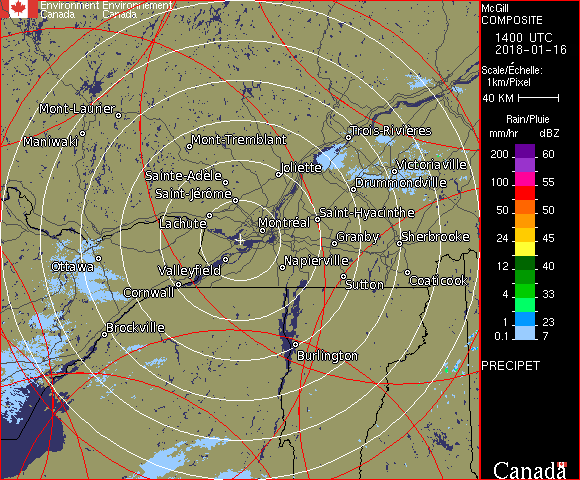 Environment Environnement
Canada Canada
McGill
COMPOSITE
1400 UTC
2018-01-16
Scale/Échelle:
1km/Pixel
40 KM
Rain/Pluie
mm/hr dBZ
200 60
100 55
50 50
24 45
12 40
4 33
1 23
0.1 7
PRECIPET
Canada
Mont-Laurier
Maniwaki
Mont-Tremblant
Trois-Rivières
Joliette
Victoriaville
Sainte-Adèle
Drummondville
Saint-Jérôme
Lachute
Montréal
Saint-Hyacinthe
Granby
Sherbrooke
Ottawa
Valleyfield
Napierville
Cornwall
Sutton
Coaticook
Brockville
Burlington